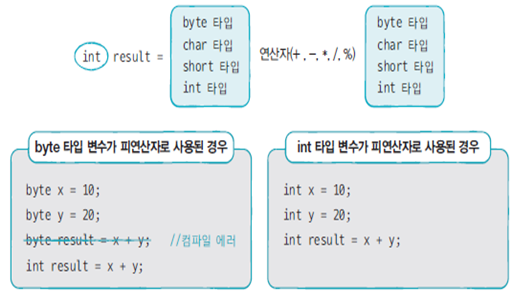 int result =
byte 타입
char 타입
short 타입
int 타입
연산자(+, -, *, /, %)
byte 타입
char 타입
short 타입
int 타입
byte 타입 변수가 피연산자로 사용된 경우
byte x = 10;
byte y = 20;
byte result = x + y; //컴파일 에러
int result = x + y;
int 타입 변수가 피연산자로 사용된 경우
int x = 10;
int y = 20;
int result = x + y;